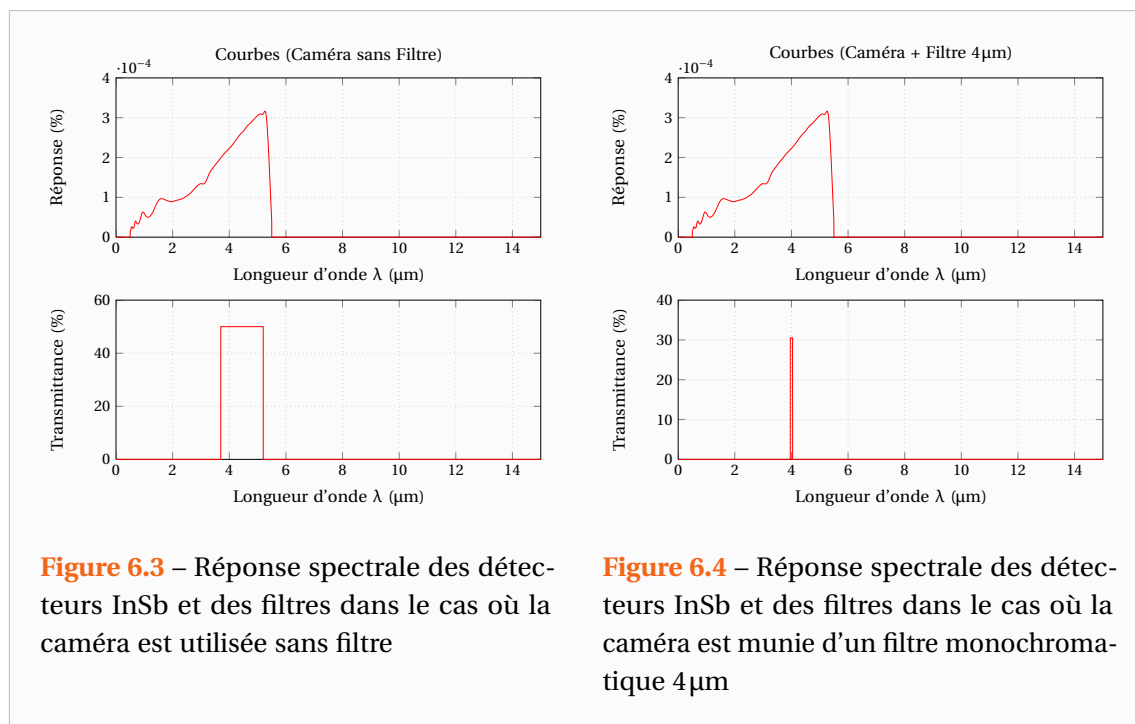 Courbes (Caméra sans Filtre)
·10⁻⁴
4
3
2
1
0
Réponse (%)
0 2 4 6 8 10 12 14
Longueur d'onde λ (µm)
60
40
20
0
Transmittance (%)
0 2 4 6 8 10 12 14
Longueur d'onde λ (µm)
Figure 6.3 – Réponse spectrale des détec-
teurs InSb et des filtres dans le cas où la
caméra est utilisée sans filtre
Courbes (Caméra + Filtre 4µm)
·10⁻⁴
4
3
2
1
0
Réponse (%)
0 2 4 6 8 10 12 14
Longueur d'onde λ (µm)
40
30
20
10
0
Transmittance (%)
0 2 4 6 8 10 12 14
Longueur d'onde λ (µm)
Figure 6.4 – Réponse spectrale des détec-
teurs InSb et des filtres dans le cas où la
caméra est munie d'un filtre monochroma-
tique 4µm